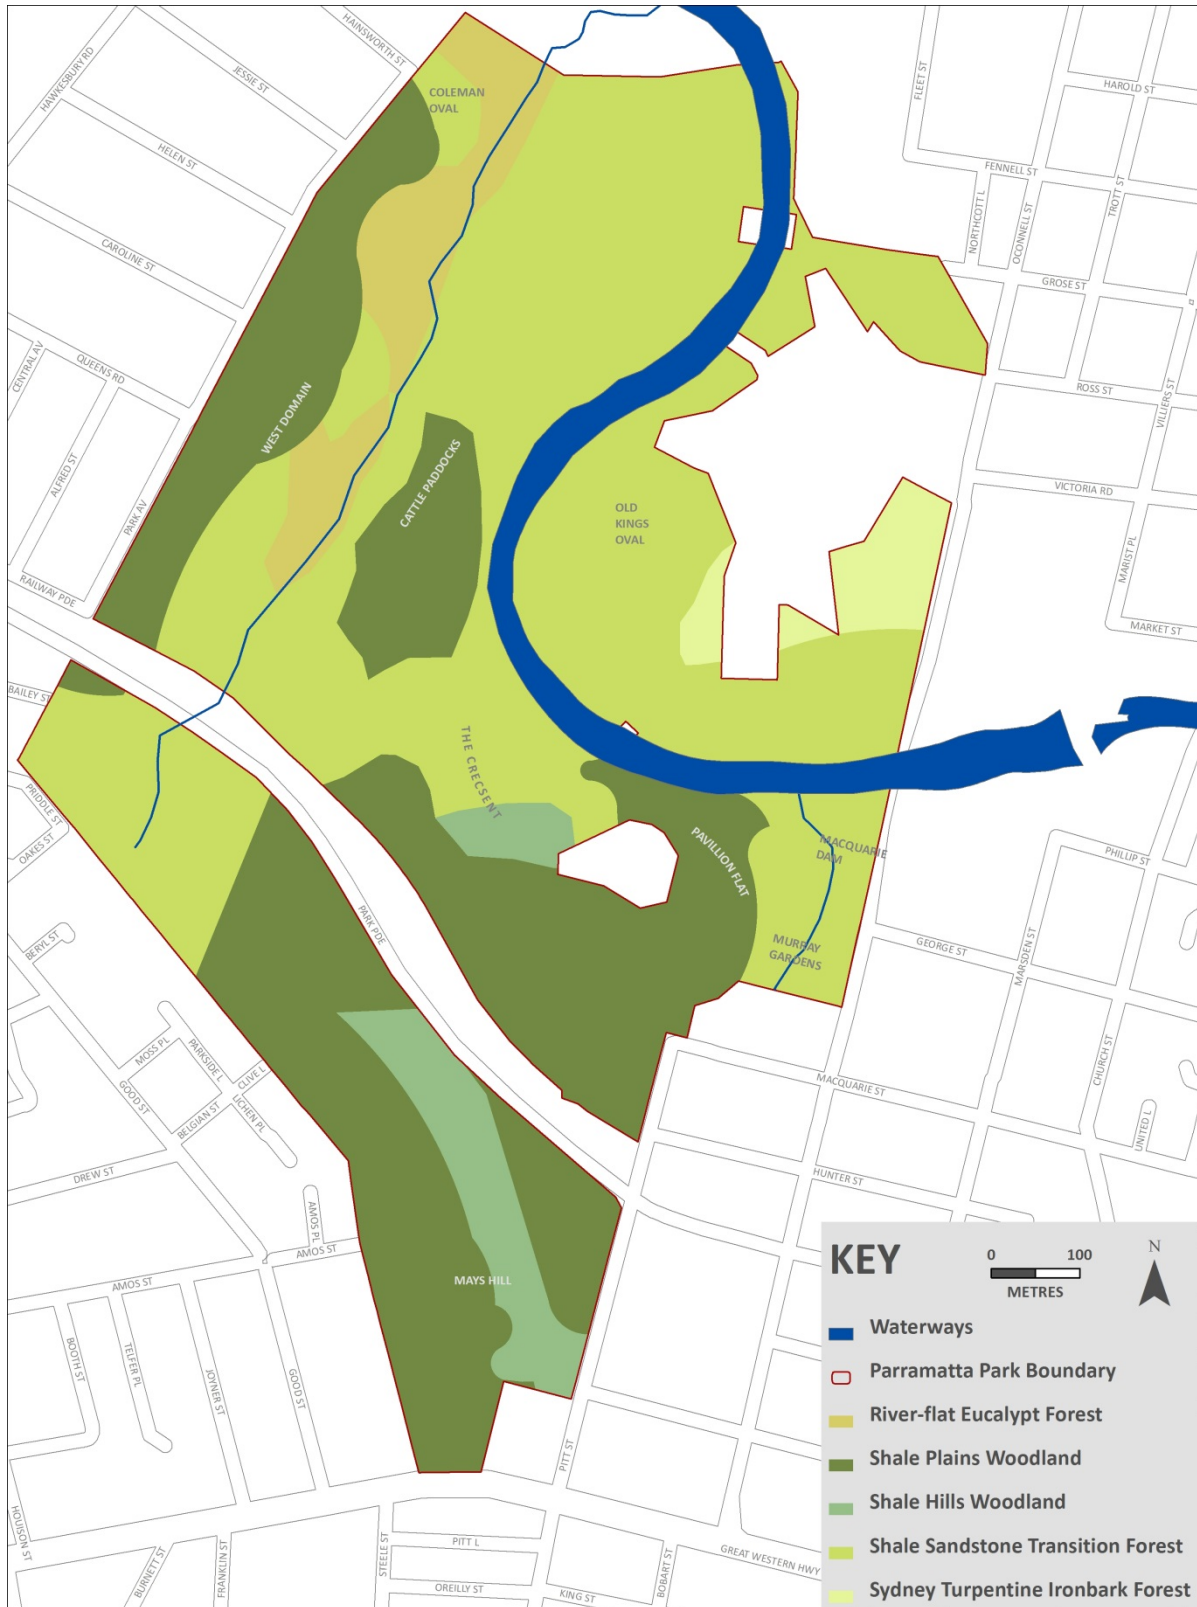 HAINSWORTH ST
HAWKESBURY RD
JESSIE ST
HELEN ST
CAROLINE ST
CENTRAL AV
QUEENS RD
ALFRED ST
PARK AV
RAILWAY PDE
BAILEY ST
PRIDDLE ST
OAKES ST
BERYL ST
MOSS PL
PARKSIDE L
CLIVE L
GOOD ST
BELGIAN ST
LICHEN PL
DREW ST
AMOS PL
AMOS ST
AMOS ST
BOOTH ST
TELFER PL
JOYNER ST
GOOD ST
HOUISON ST
BURNETT ST
FRANKLIN ST
STEELE ST
PITT L
OREILLY ST
KING ST
BOBART ST
GREAT WESTERN HWY
PITT ST
PARK PDE
FLEET ST
HAROLD ST
FENNELL ST
TROTT ST
NORTHCOTT L
OCONNELL ST
GROSE ST
ROSS ST
VILLIERS ST
VICTORIA RD
MARIST PL
MARKET ST
PHILLIP ST
GEORGE ST
MARSDEN ST
CHURCH ST
MACQUARIE ST
UNITED L
HUNTER ST
COLEMAN
OVAL
WEST DOMAIN
CATTLE PADDOCKS
OLD
KINGS
OVAL
THE CRECSENT
PAVILLION FLAT
MACQUARIE
DAM
MURRAY
GARDENS
MAYS HILL
KEY
0 100
METRES
N
Waterways
Parramatta Park Boundary
River-flat Eucalypt Forest
Shale Plains Woodland
Shale Hills Woodland
Shale Sandstone Transition Forest
Sydney Turpentine Ironbark Forest